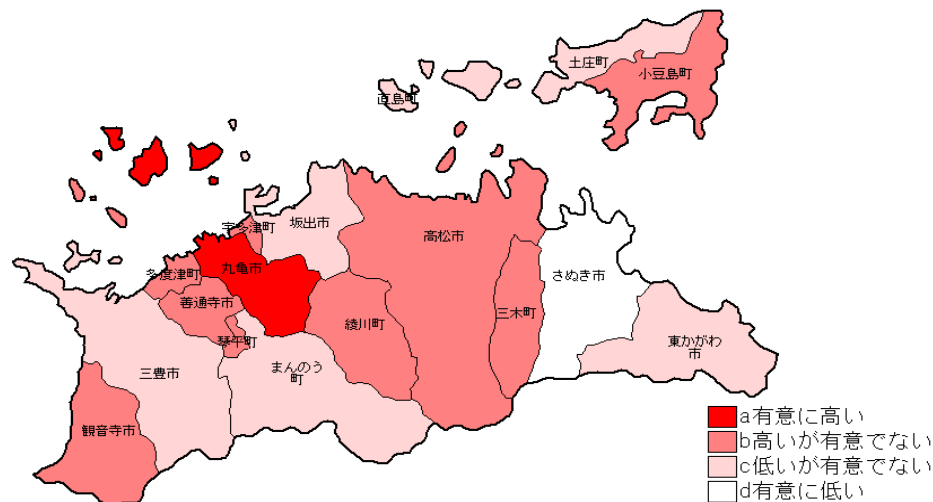 土庄町
小豆島町
直島町
宇多津町
坂出市
高松市
丸亀市
多度津町
さぬき市
善通寺市
三木町
綾川町
琴平町
東かがわ
市
まんのう
町
三豊市
観音寺市
a有意に高い
b高いが有意でない
c低いが有意でない
d有意に低い